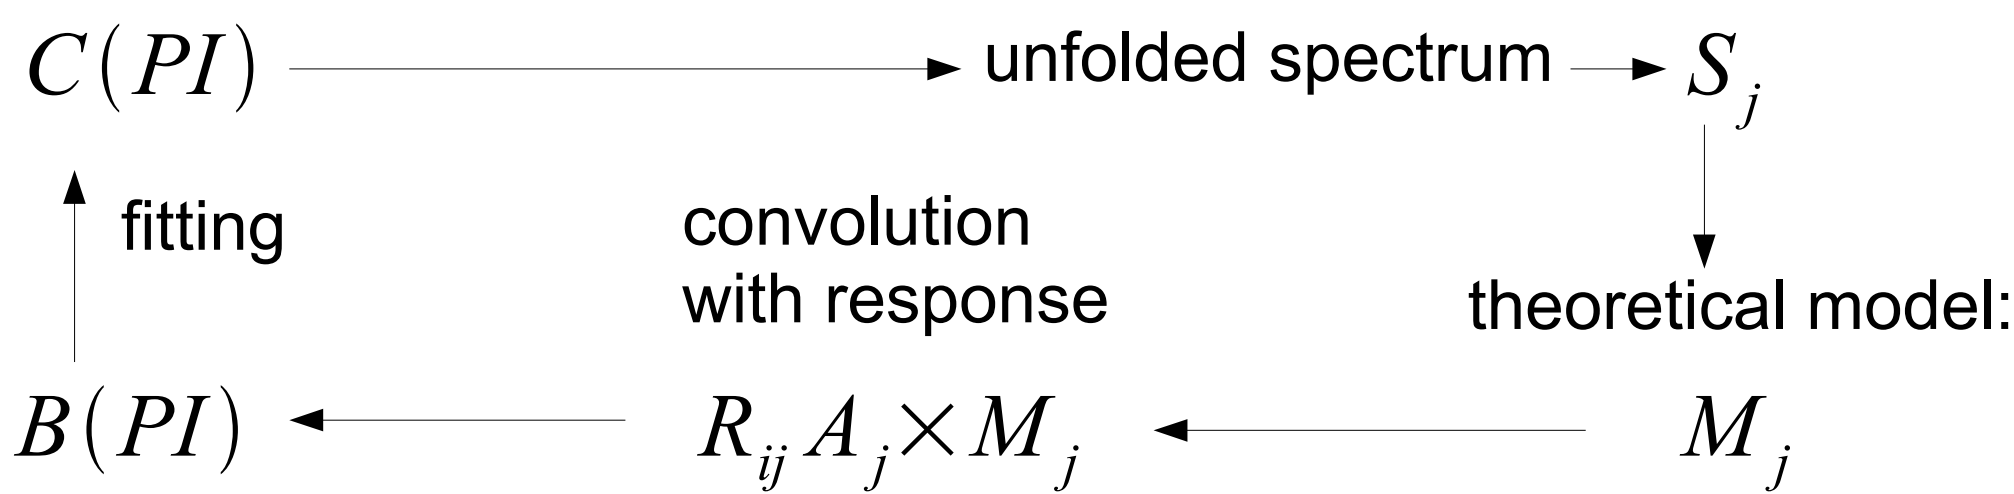 C(PI) unfolded spectrum S_j
fitting
convolution
with response
theoretical model:
B(PI) R_ij A_j×M_j M_j